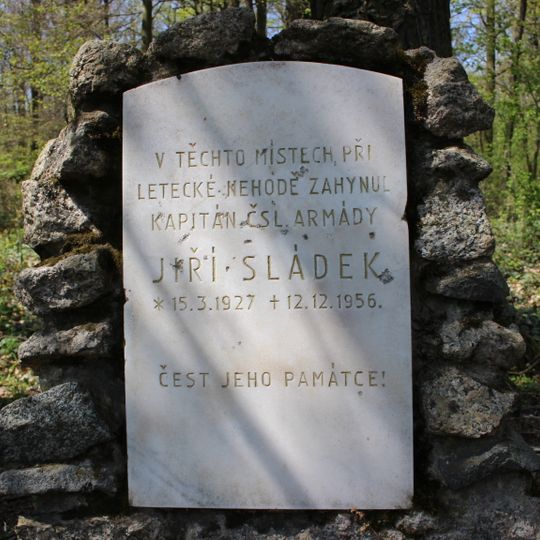 V TĚCHTO MÍSTECH, PŘI
LETECKÉ NEHODĚ ZAHYNUL
KAPITÁN ČSL. ARMÁDY
JIŘÍ SLÁDEK
* 15.3.1927 + 12.12.1956.
ČEST JEHO PAMÁTCE!